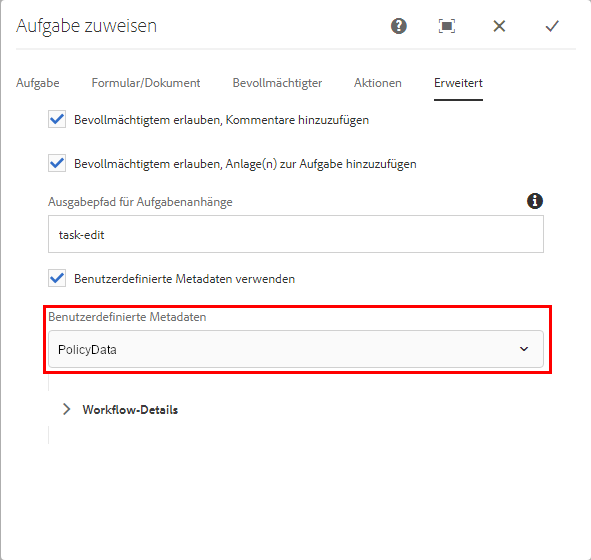 Aufgabe zuweisen
Aufgabe Formular/Dokument Bevollmächtigter Aktionen Erweitert
Bevollmächtigtem erlauben, Kommentare hinzuzufügen
Bevollmächtigtem erlauben, Anlage(n) zur Aufgabe hinzuzufügen
Ausgabepfad für Aufgabenanhänge
task-edit
Benutzerdefinierte Metadaten verwenden
Benutzerdefinierte Metadaten
PolicyData
Workflow-Details